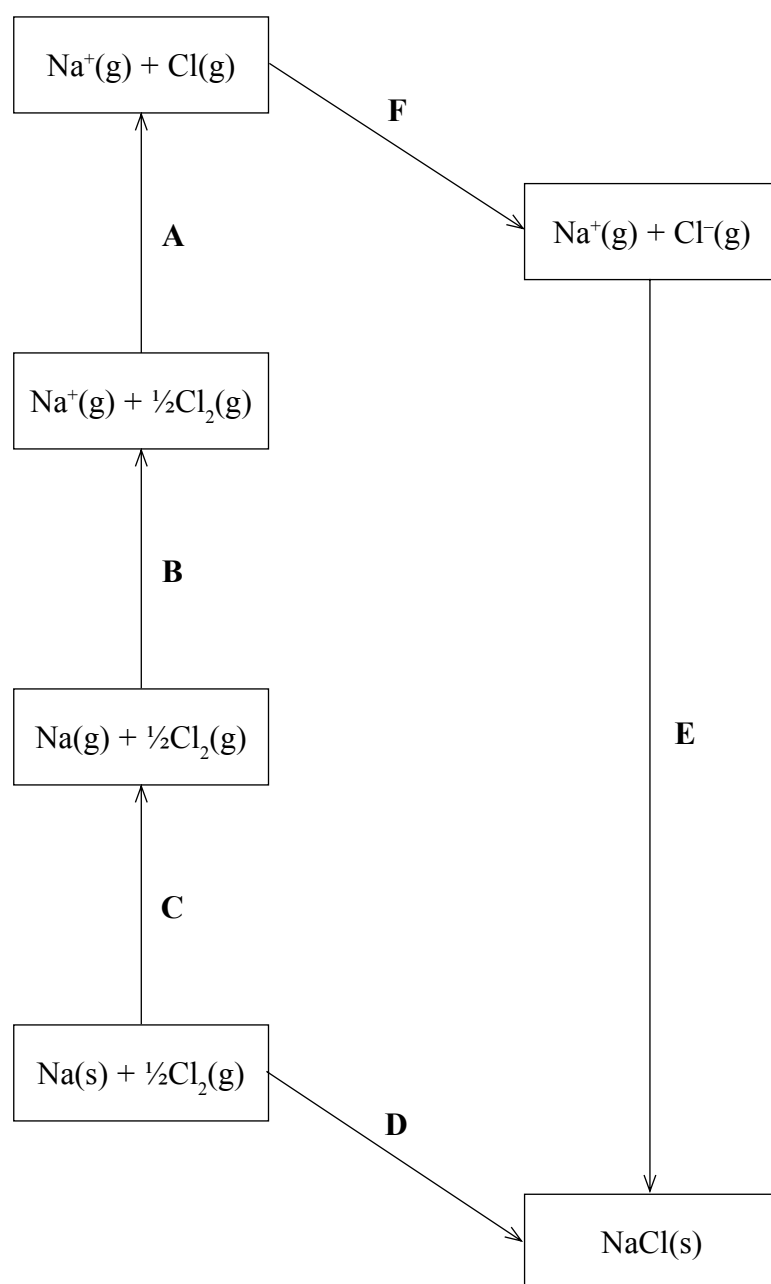 Na⁺(g) + Cl(g)
F
Na⁺(g) + Cl⁻(g)
A
Na⁺(g) + ½Cl₂(g)
B
Na(g) + ½Cl₂(g)
E
C
Na(s) + ½Cl₂(g)
D
NaCl(s)